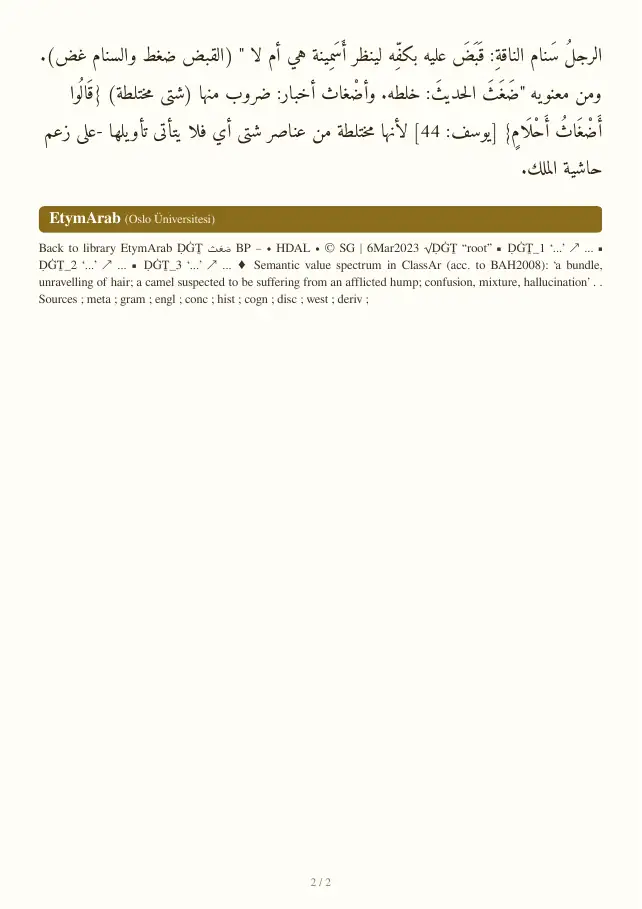 الرجلُ سَنام الناقةِ: قَبَضَ عليه بكفِّه لينظر أَسَمِينة هي أم لا " (القبض ضغط والسنام غض).
ومن معنويه "ضَغَثَ الحديثَ: خلطه. وأضْغاث أخبار: ضروب منها (شتى مختلطة) {قَالُوا
أَضْغَاثُ أَحْلَامٍ} [يوسف: 44] لأنها مختلطة من عناصر شتى أي فلا يتأتى تأويلها -على زعم
حاشية الملك.
EtymArab (Oslo Üniversitesi)
Back to library EtymArab ḌĠṮ ضغث BP – • HDAL • © SG | 6Mar2023 √ḌĠṮ “root” ▪ ḌĠṮ_1 ‘...’ ↗ ... ▪
ḌĠṮ_2 ‘...’ ↗ ... ▪ ḌĠṮ_3 ‘...’ ↗ ... ♦ Semantic value spectrum in ClassAr (acc. to BAH2008): ‘a bundle,
unravelling of hair; a camel suspected to be suffering from an afflicted hump; confusion, mixture, hallucination’ . .
Sources ; meta ; gram ; engl ; conc ; hist ; cogn ; disc ; west ; deriv ;
2 / 2